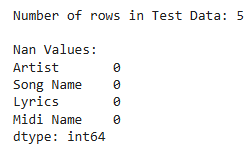 Number of rows in Test Data: 5

Nan Values:
Artist       0
Song Name    0
Lyrics       0
Midi Name    0
dtype: int64